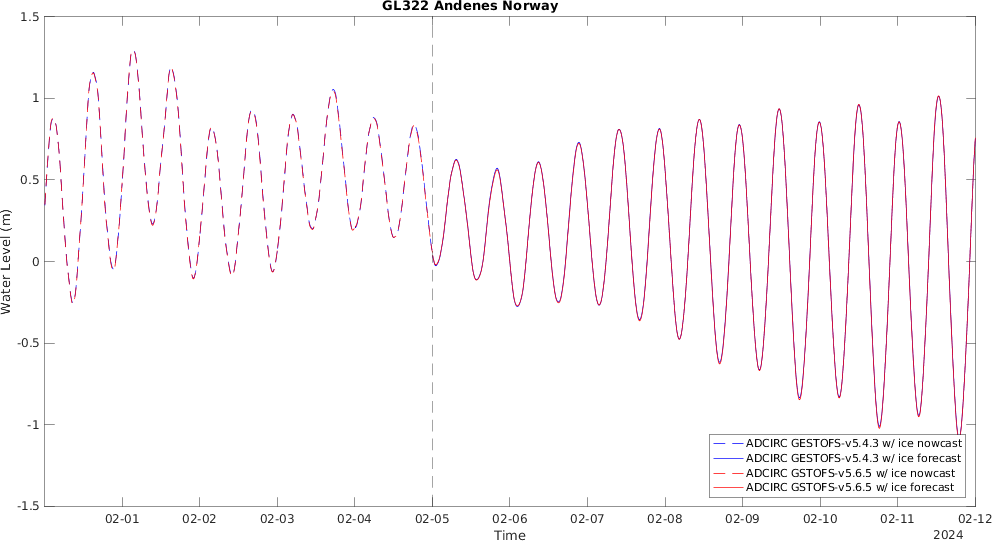 GL322 Andenes Norway
1.5
1
0.5
0
-0.5
-1
-1.5
Water Level (m)
ADCIRC GESTOFS-v5.4.3 w/ ice nowcast
ADCIRC GESTOFS-v5.4.3 w/ ice forecast
ADCIRC GSTOFS-v5.6.5 w/ ice nowcast
ADCIRC GSTOFS-v5.6.5 w/ ice forecast
02-01 02-02 02-03 02-04 02-05 02-06 02-07 02-08 02-09 02-10 02-11 02-12
Time
2024